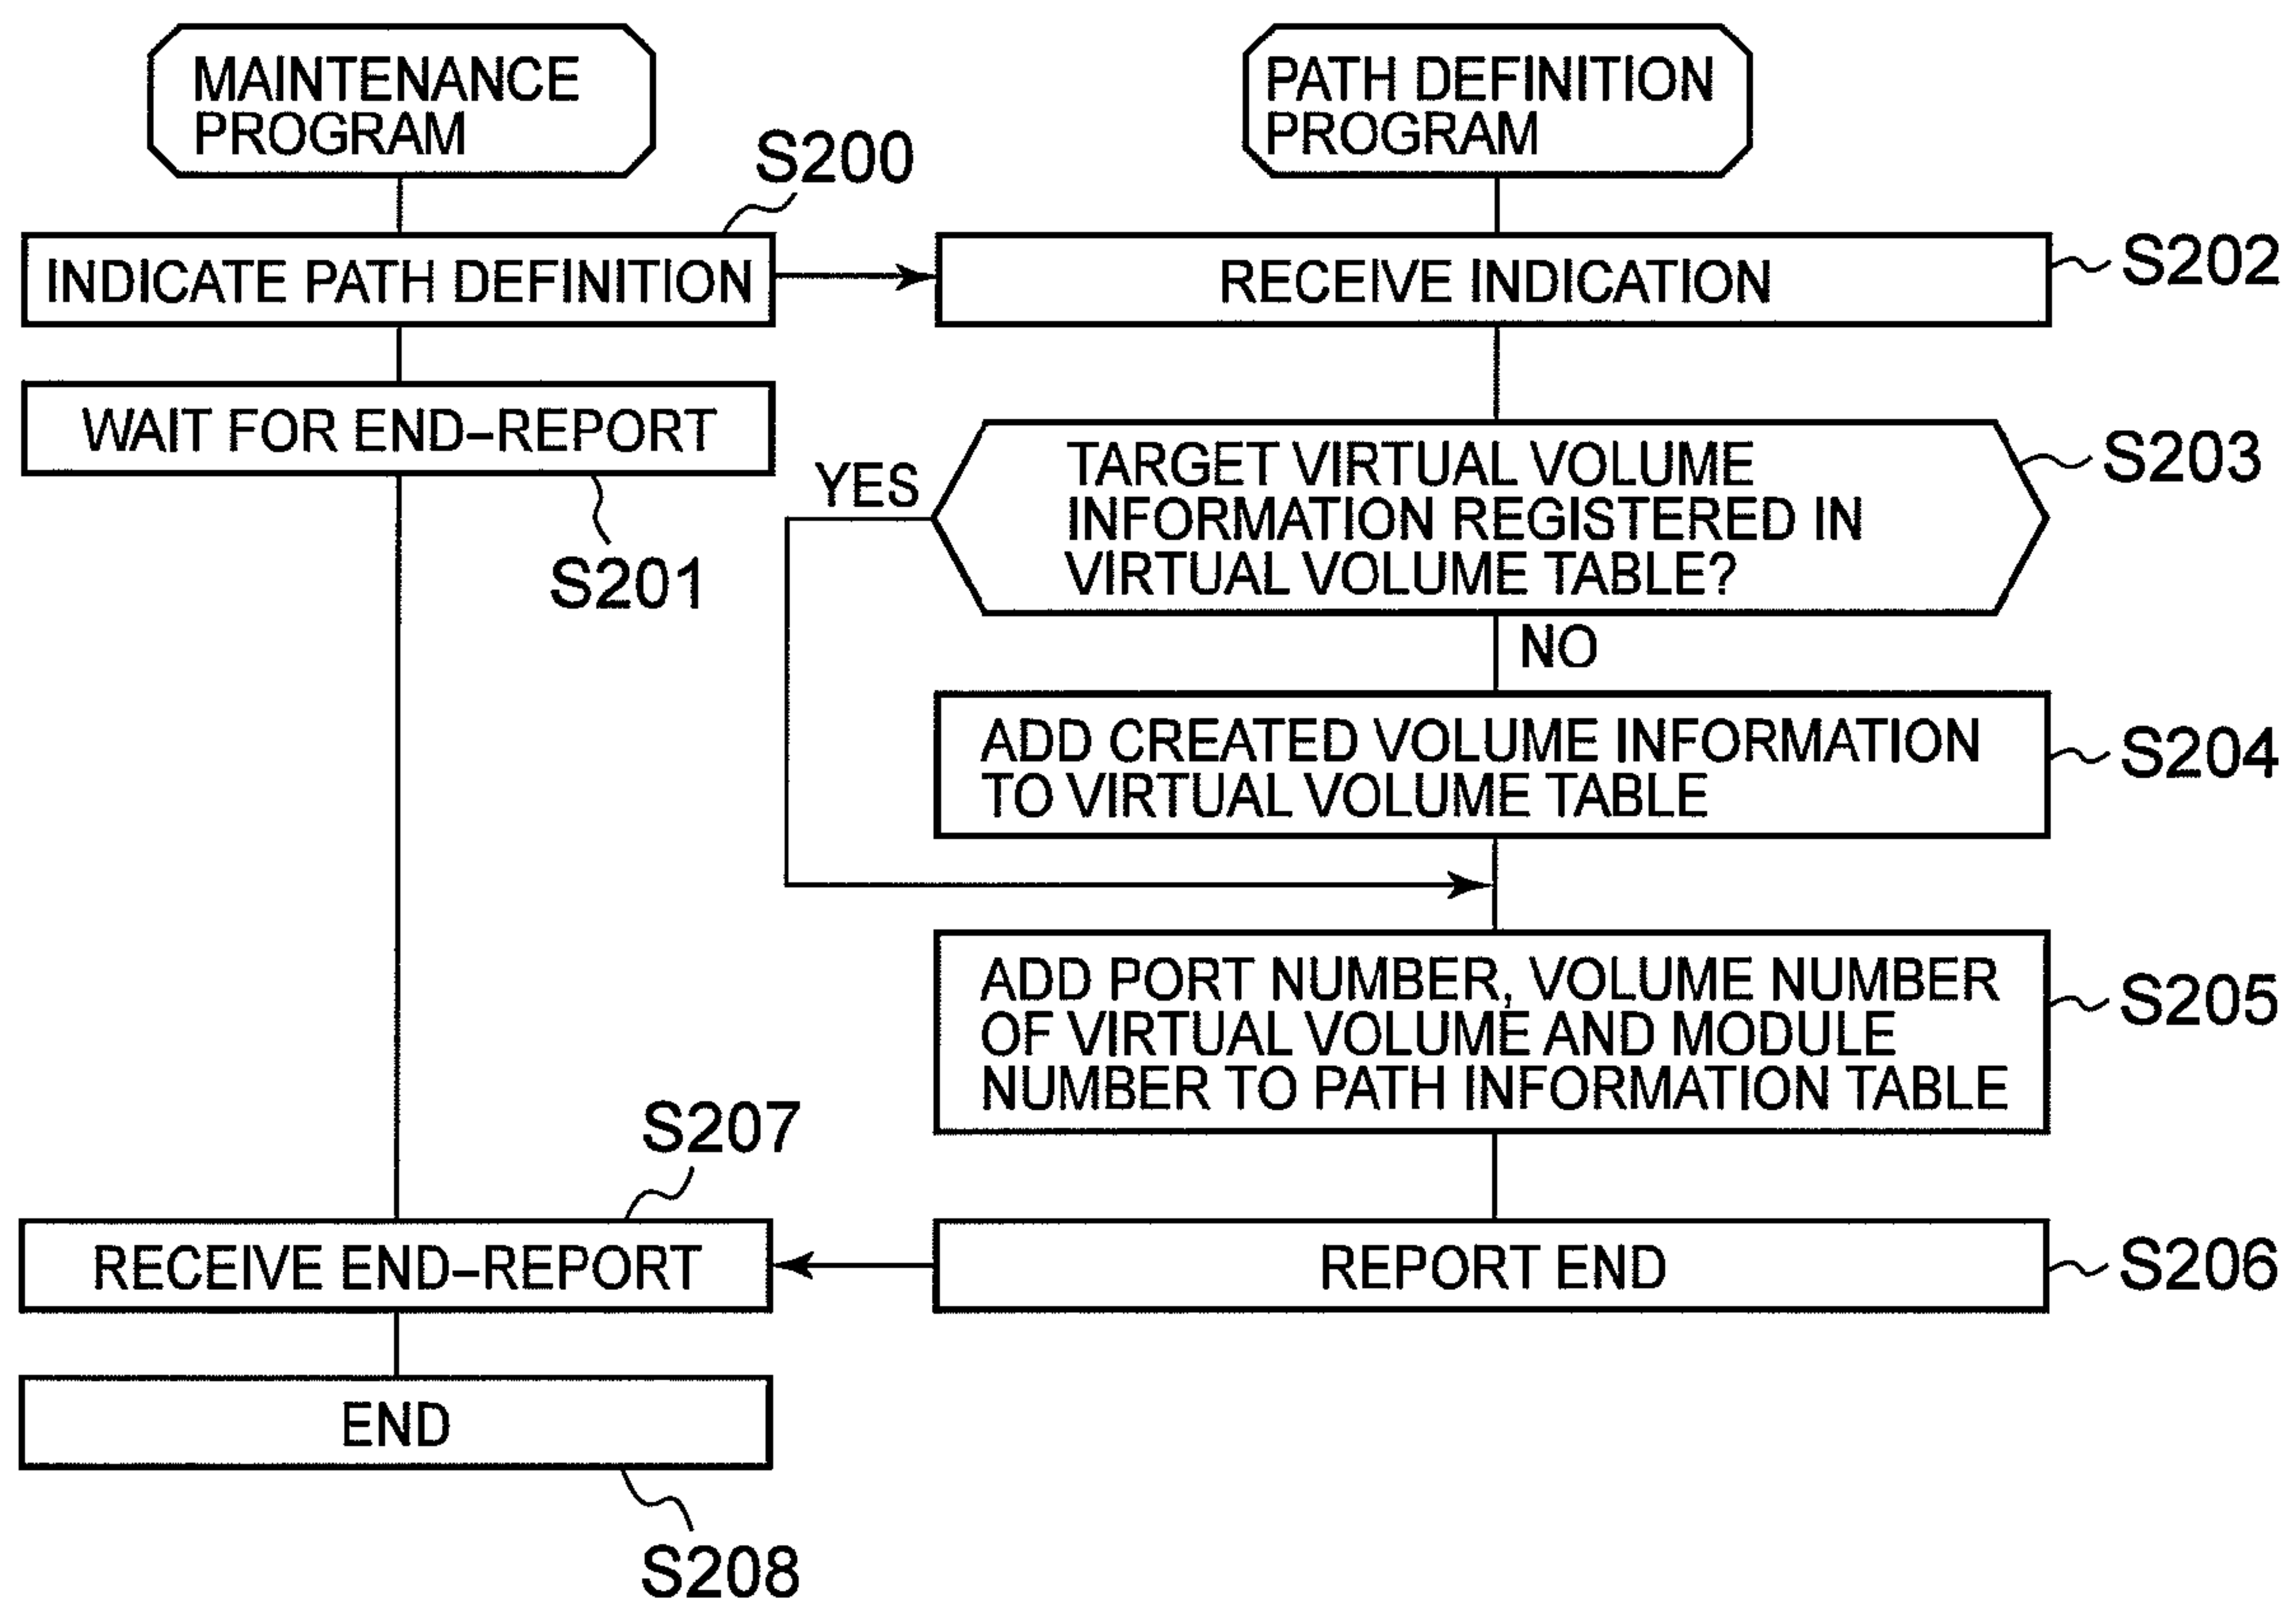 MAINTENANCE
PROGRAM
S200
INDICATE PATH DEFINITION
WAIT FOR END–REPORT
S201
PATH DEFINITION
PROGRAM
RECEIVE INDICATION
S202
TARGET VIRTUAL VOLUME
INFORMATION REGISTERED IN
VIRTUAL VOLUME TABLE?
S203
YES
NO
ADD CREATED VOLUME INFORMATION
TO VIRTUAL VOLUME TABLE
S204
ADD PORT NUMBER, VOLUME NUMBER
OF VIRTUAL VOLUME AND MODULE
NUMBER TO PATH INFORMATION TABLE
S205
REPORT END
S206
S207
RECEIVE END–REPORT
END
S208